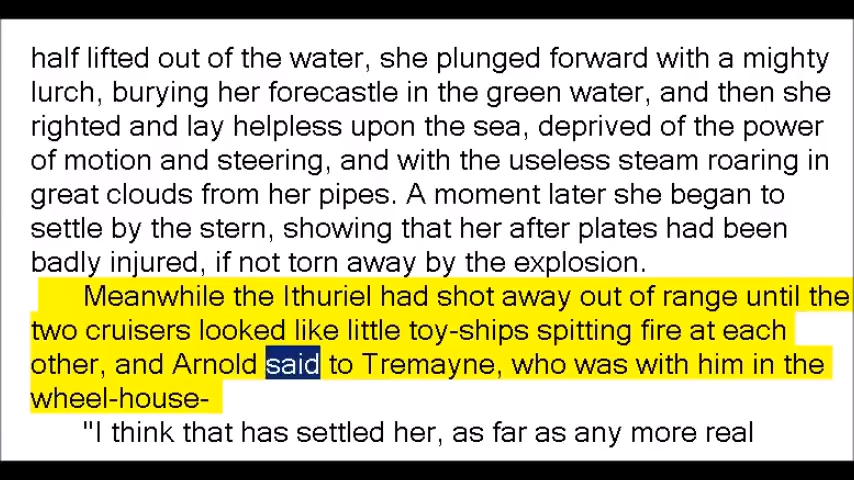 half lifted out of the water, she plunged forward with a mighty
lurch, burying her forecastle in the green water, and then she
righted and lay helpless upon the sea, deprived of the power
of motion and steering, and with the useless steam roaring in
great clouds from her pipes. A moment later she began to
settle by the stern, showing that her after plates had been
badly injured, if not torn away by the explosion.
Meanwhile the Ithuriel had shot away out of range until the
two cruisers looked like little toy-ships spitting fire at each
other, and Arnold said to Tremayne, who was with him in the
wheel-house-
"I think that has settled her, as far as any more real